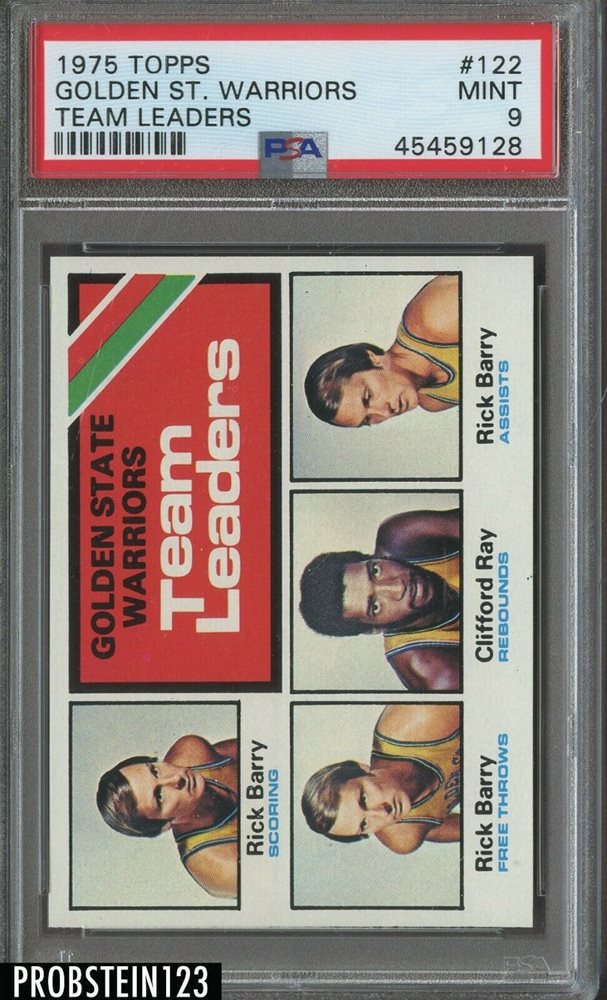 1975 TOPPS #122
GOLDEN ST. WARRIORS MINT
TEAM LEADERS 9
PSA 45459128
GOLDEN STATE
WARRIORS
Team
Leaders
Rick Barry
SCORING
Rick Barry
ASSISTS
Clifford Ray
REBOUNDS
Rick Barry
FREE THROWS
PSA
PROBSTEIN123